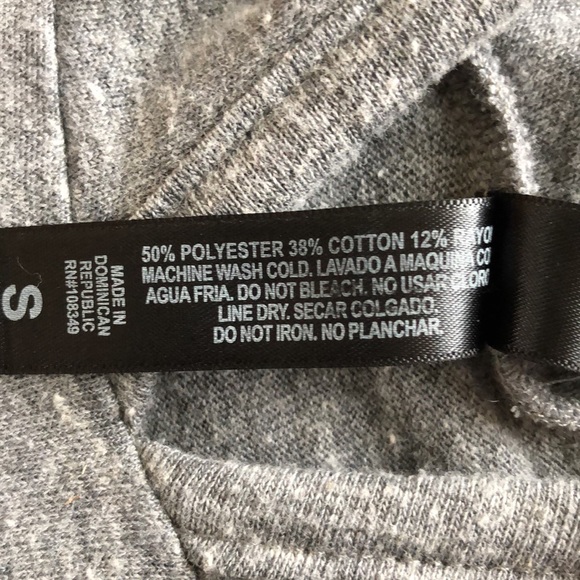 S
MADE IN
DOMINICAN
REPUBLIC
RN#108349
50% POLYESTER 38% COTTON 12% RAYO
MACHINE WASH COLD. LAVADO A MAQUINA CO
AGUA FRIA. DO NOT BLEACH. NO USAR CLORO
LINE DRY. SECAR COLGADO.
DO NOT IRON. NO PLANCHAR.